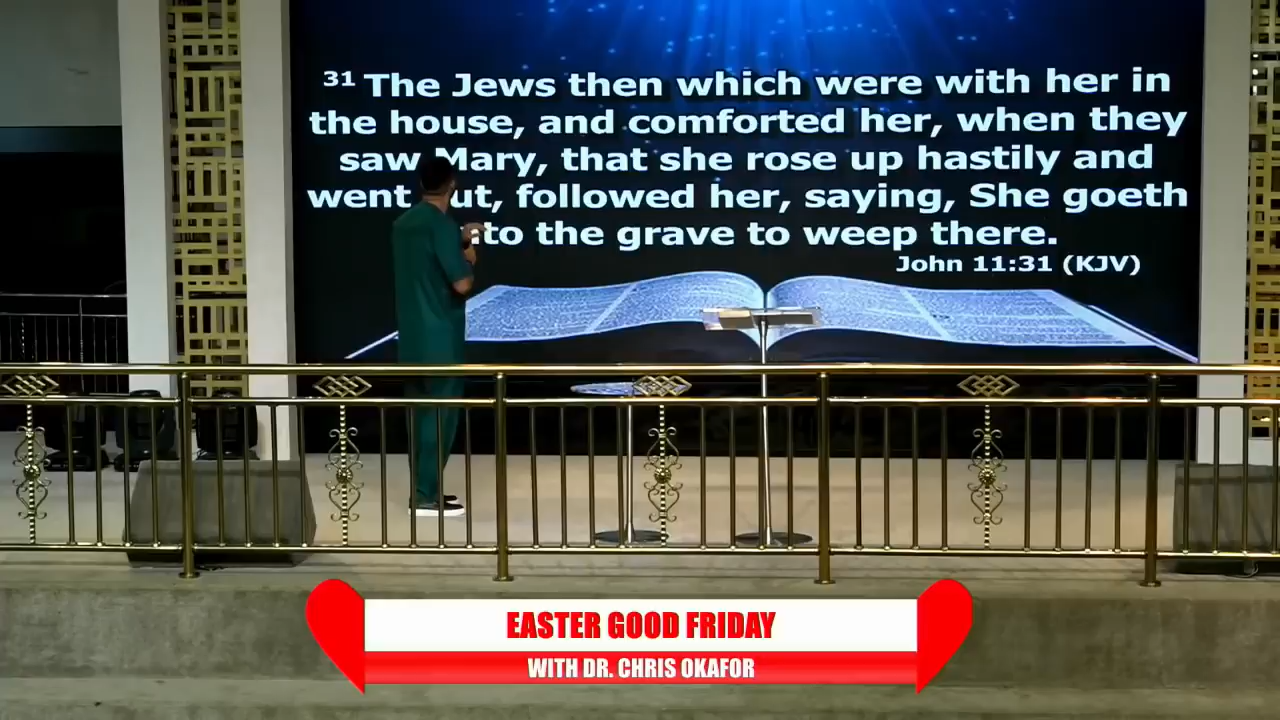 31 The Jews then which were with her in
the house, and comforted her, when they
saw Mary, that she rose up hastily and
went ut, followed her, saying, She goeth
to the grave to weep there.
John 11:31 (KJV)
EASTER GOOD FRIDAY
WITH DR. CHRIS OKAFOR